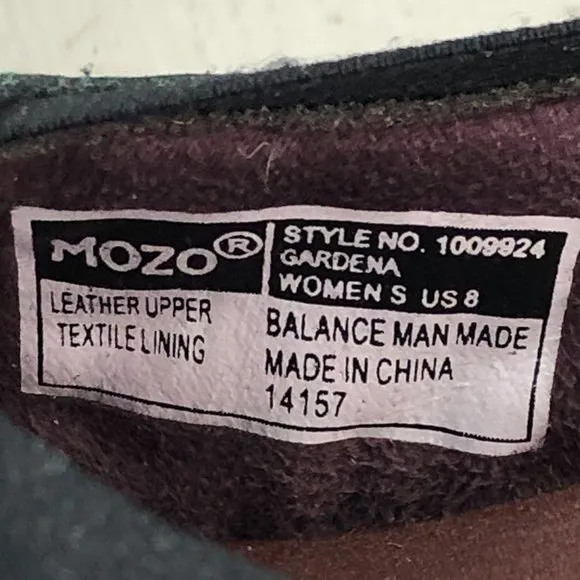 MOZO®
STYLE NO. 1009924
GARDENA
WOMEN S US 8
LEATHER UPPER
TEXTILE LINING
BALANCE MAN MADE
MADE IN CHINA
14157